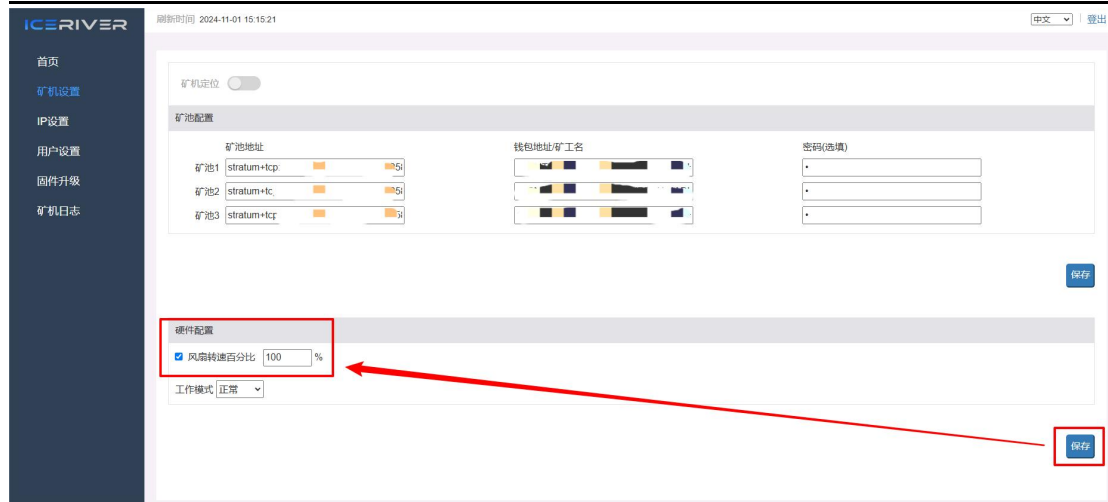 ICERIVER
刷新时间 2024-11-01 15:15:21
中文
登出
首页
矿机设置
IP设置
用户设置
固件升级
矿机日志
矿机定位
矿池配置
矿池地址 钱包地址/矿工名 密码(选填)
矿池1 stratum+tcp:
矿池2 stratum+tc
矿池3 stratum+tcp
保存
硬件配置
风扇转速百分比 100 %
工作模式 正常
保存